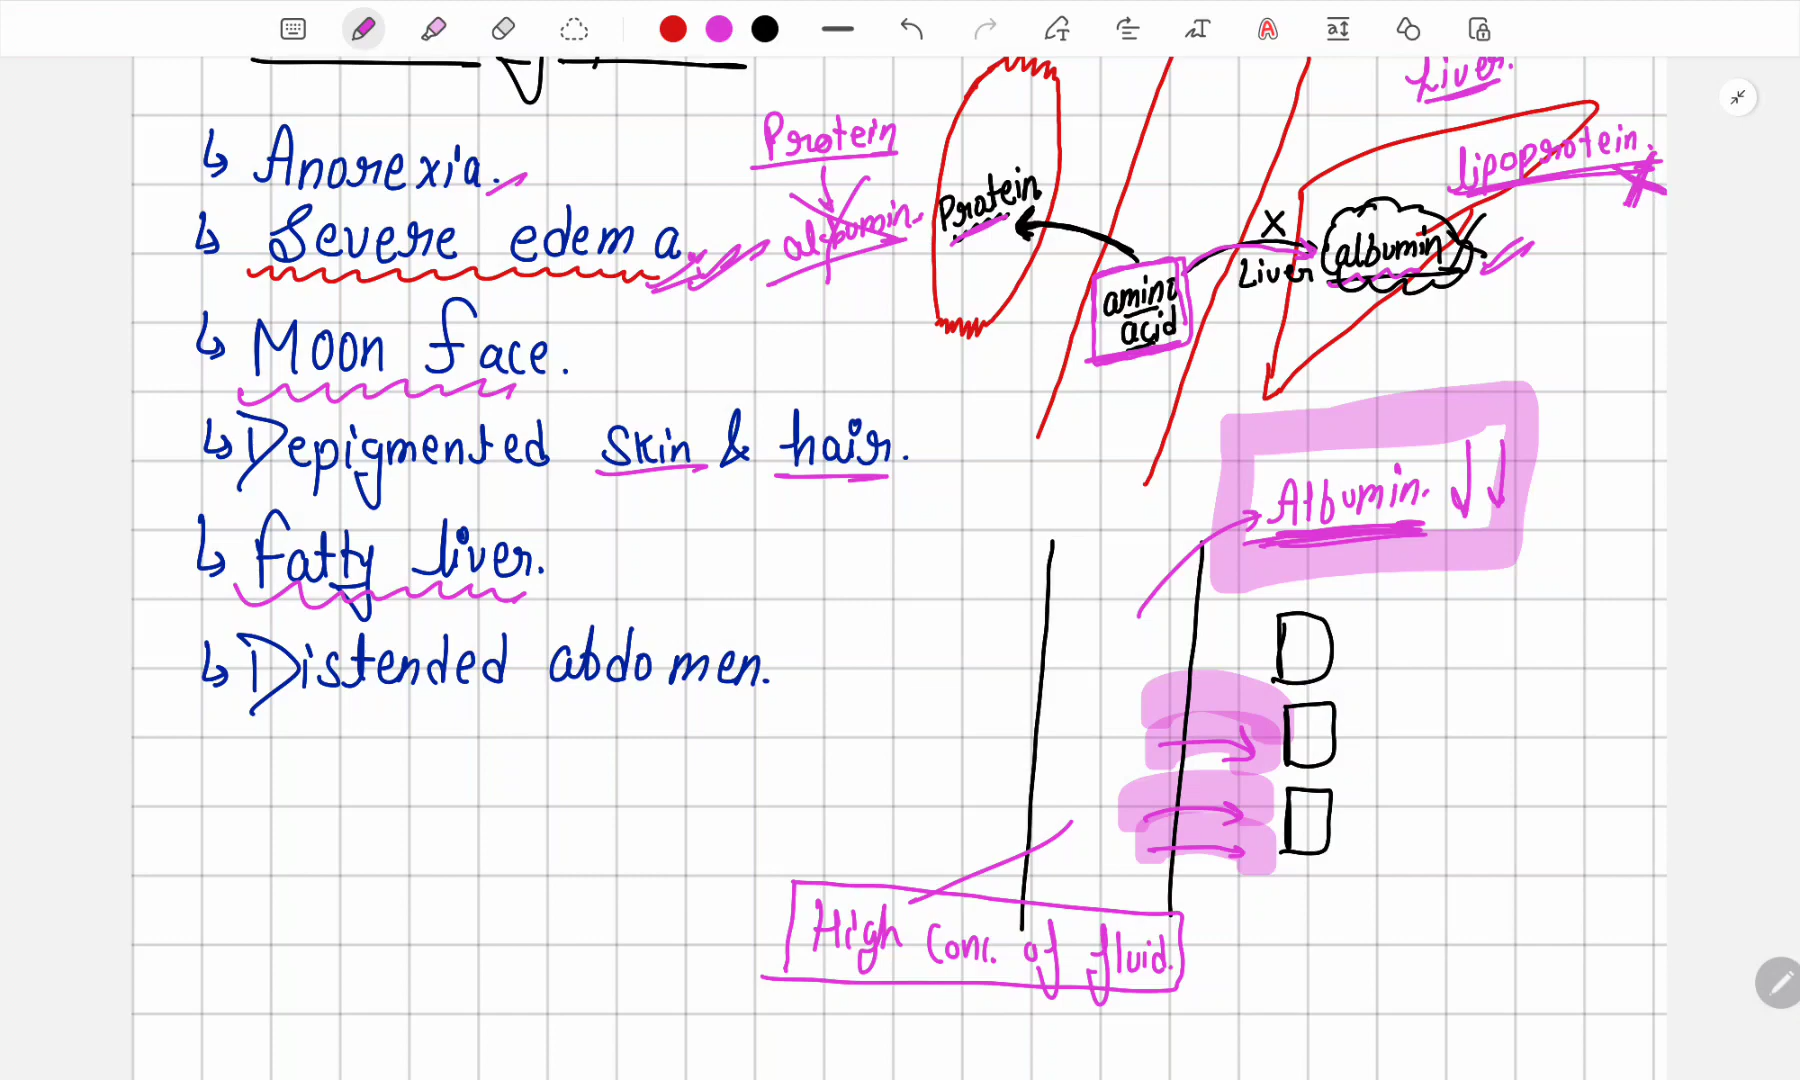 Anorexia.
Severe edema
Moon face.
Depigmented skin & hair.
Fatty liver.
Distended abdomen.
Protein
albumin.
Protein
amino
acid
X
Liver
albumin
Liver.
lipoprotein.
Albumin. ↓↓
High Conc. of fluid.